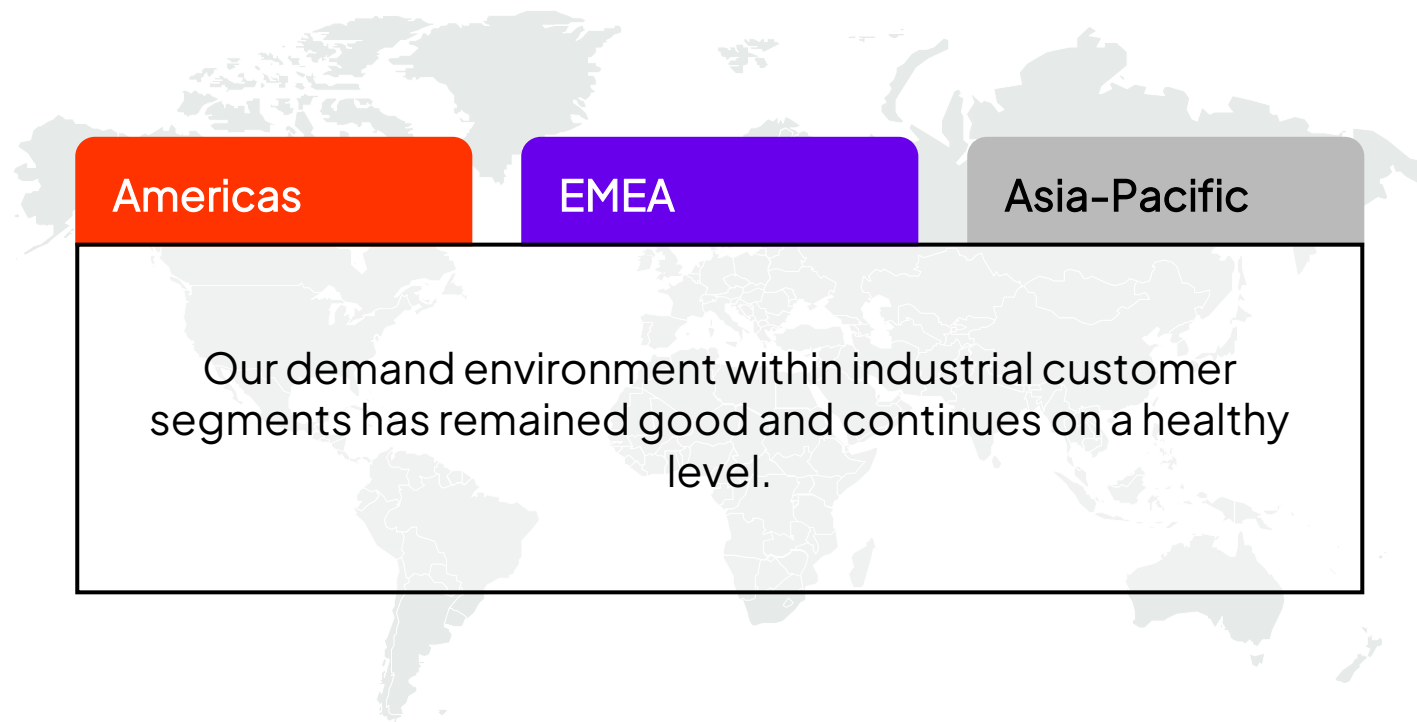 Americas
EMEA
Asia-Pacific
Our demand environment within industrial customer
segments has remained good and continues on a healthy
level.